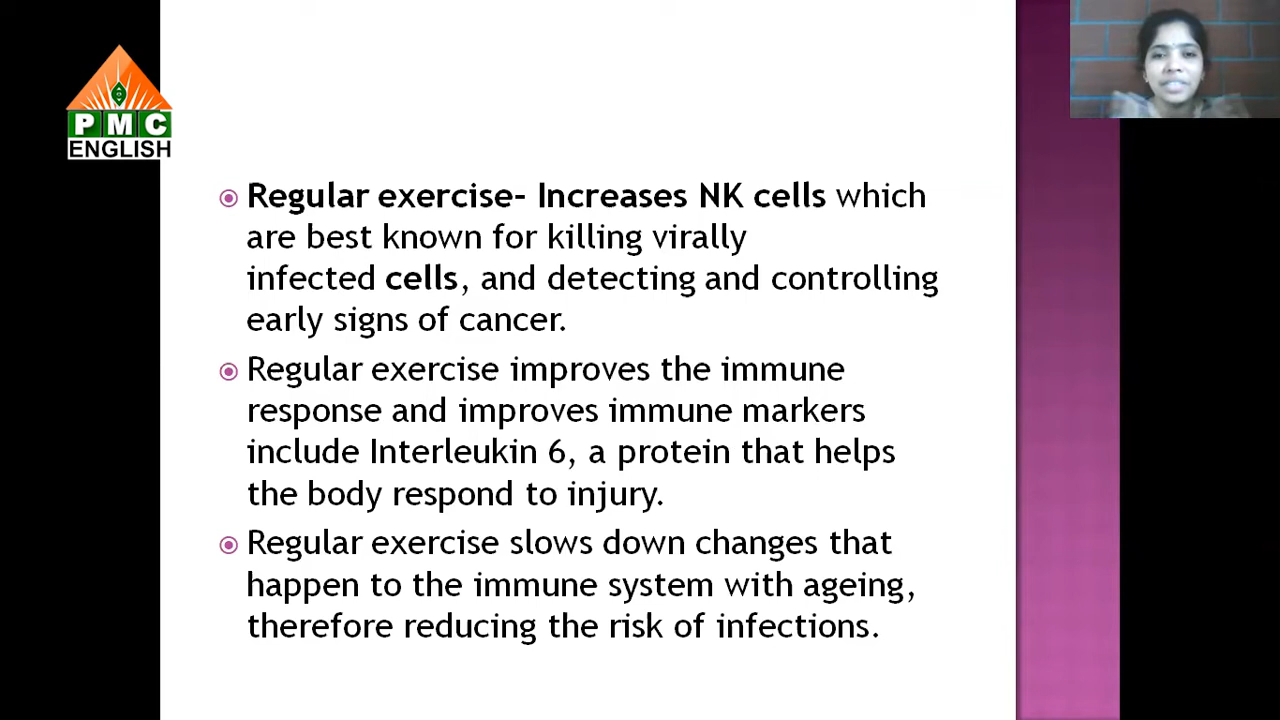 PMC
ENGLISH
Regular exercise- Increases NK cells which
are best known for killing virally
infected cells, and detecting and controlling
early signs of cancer.
Regular exercise improves the immune
response and improves immune markers
include Interleukin 6, a protein that helps
the body respond to injury.
Regular exercise slows down changes that
happen to the immune system with ageing,
therefore reducing the risk of infections.